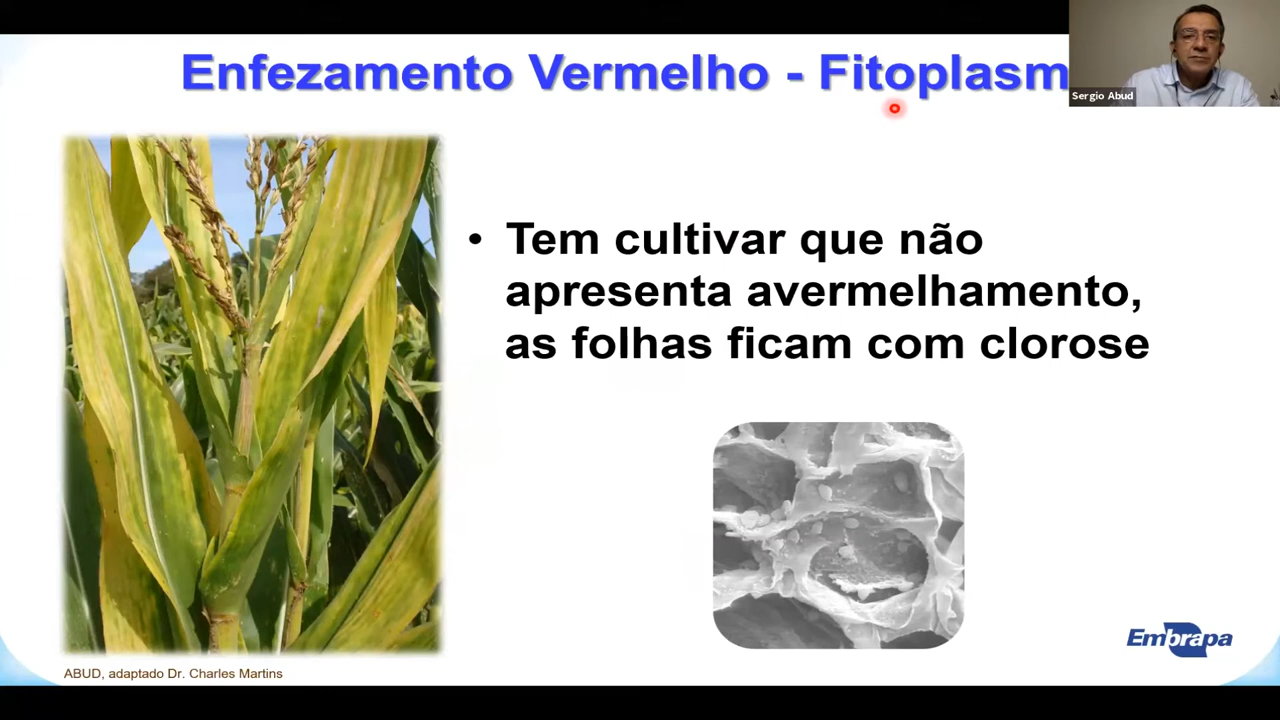 Enfezamento Vermelho - Fitoplasm
Sergio Abud
• Tem cultivar que não
apresenta avermelhamento,
as folhas ficam com clorose
Embrapa
ABUD, adaptado Dr. Charles Martins